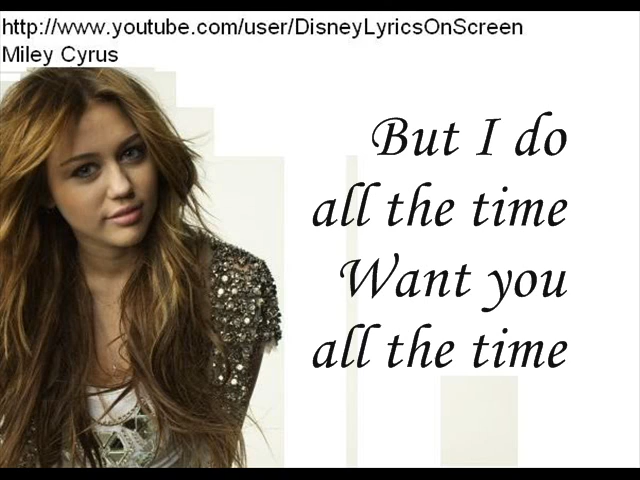 http://www.youtube.com/user/DisneyLyricsOnScreen
Miley Cyrus
But I do
all the time
Want you
all the time